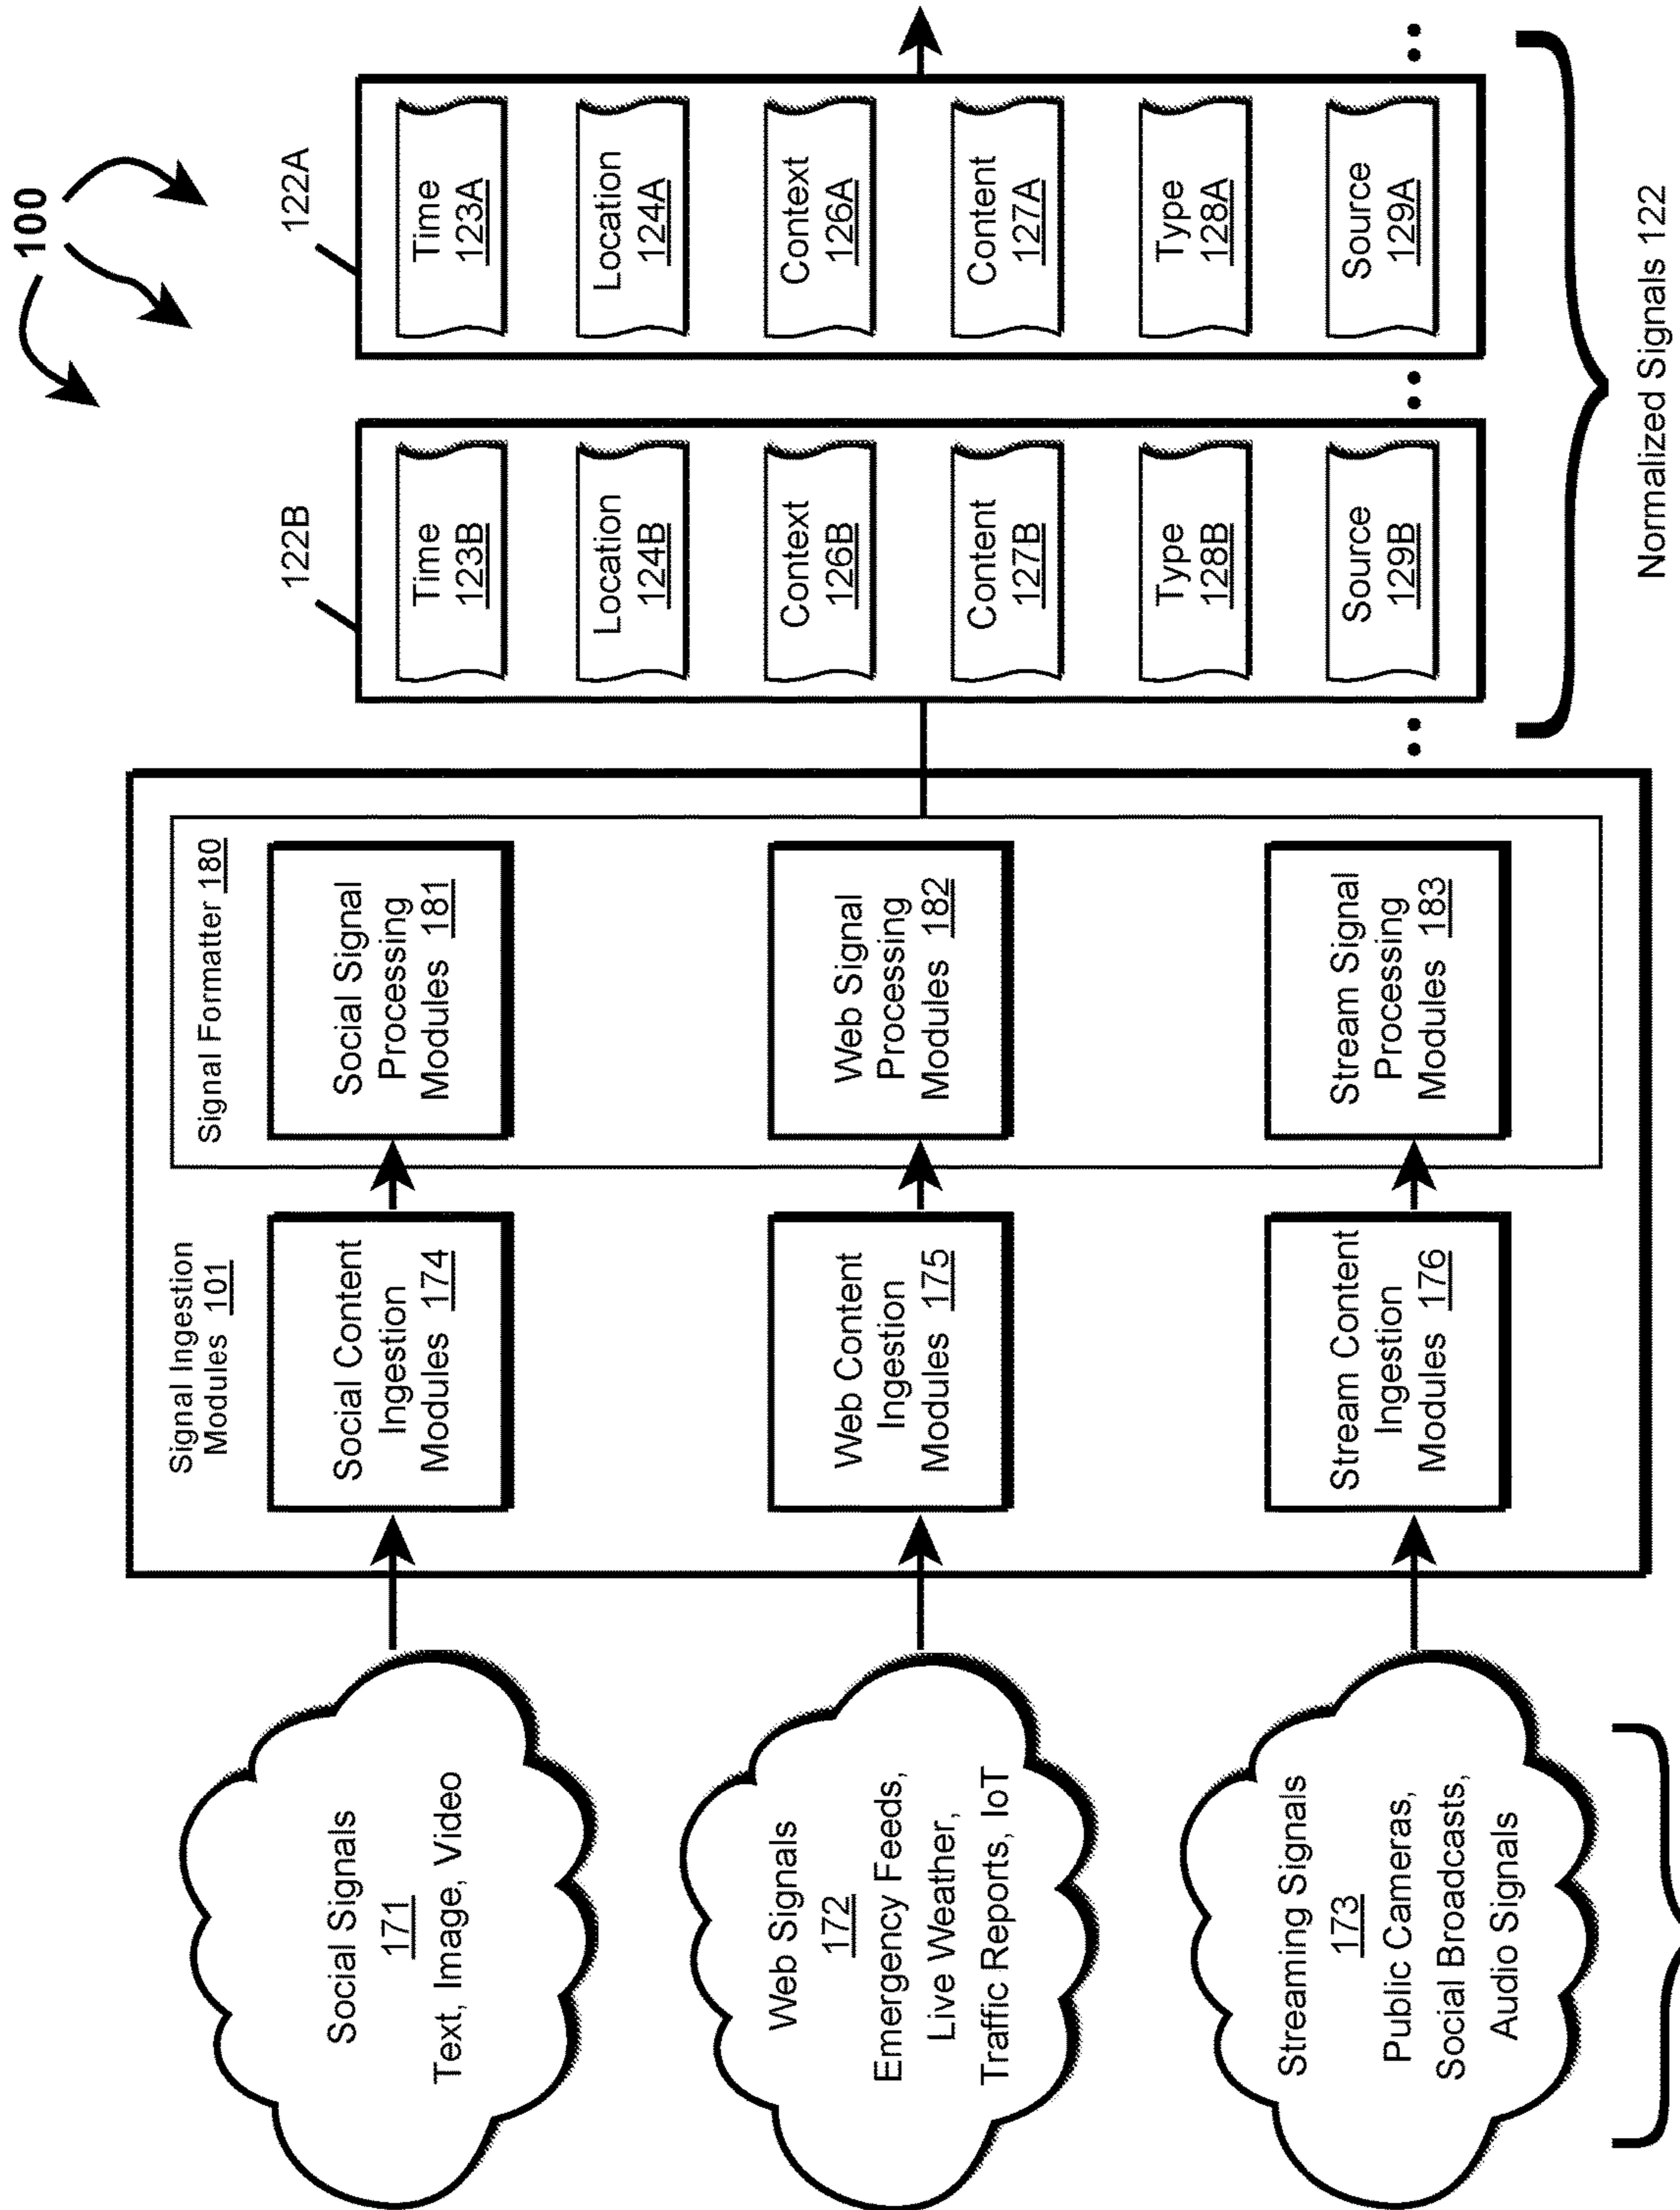 100
Social Signals
171
Text, Image, Video
Web Signals
172
Emergency Feeds,
Live Weather,
Traffic Reports, IoT
Streaming Signals
173
Public Cameras,
Social Broadcasts,
Audio Signals
Signal Ingestion
Modules 101
Social Content
Ingestion
Modules 174
Web Content
Ingestion
Modules 175
Stream Content
Ingestion
Modules 176
Signal Formatter 180
Social Signal
Processing
Modules 181
Web Signal
Processing
Modules 182
Stream Signal
Processing
Modules 183
122B
Time
123B
Location
124B
Context
126B
Content
127B
Type
128B
Source
129B
122A
Time
123A
Location
124A
Context
126A
Content
127A
Type
128A
Source
129A
Normalized Signals 122